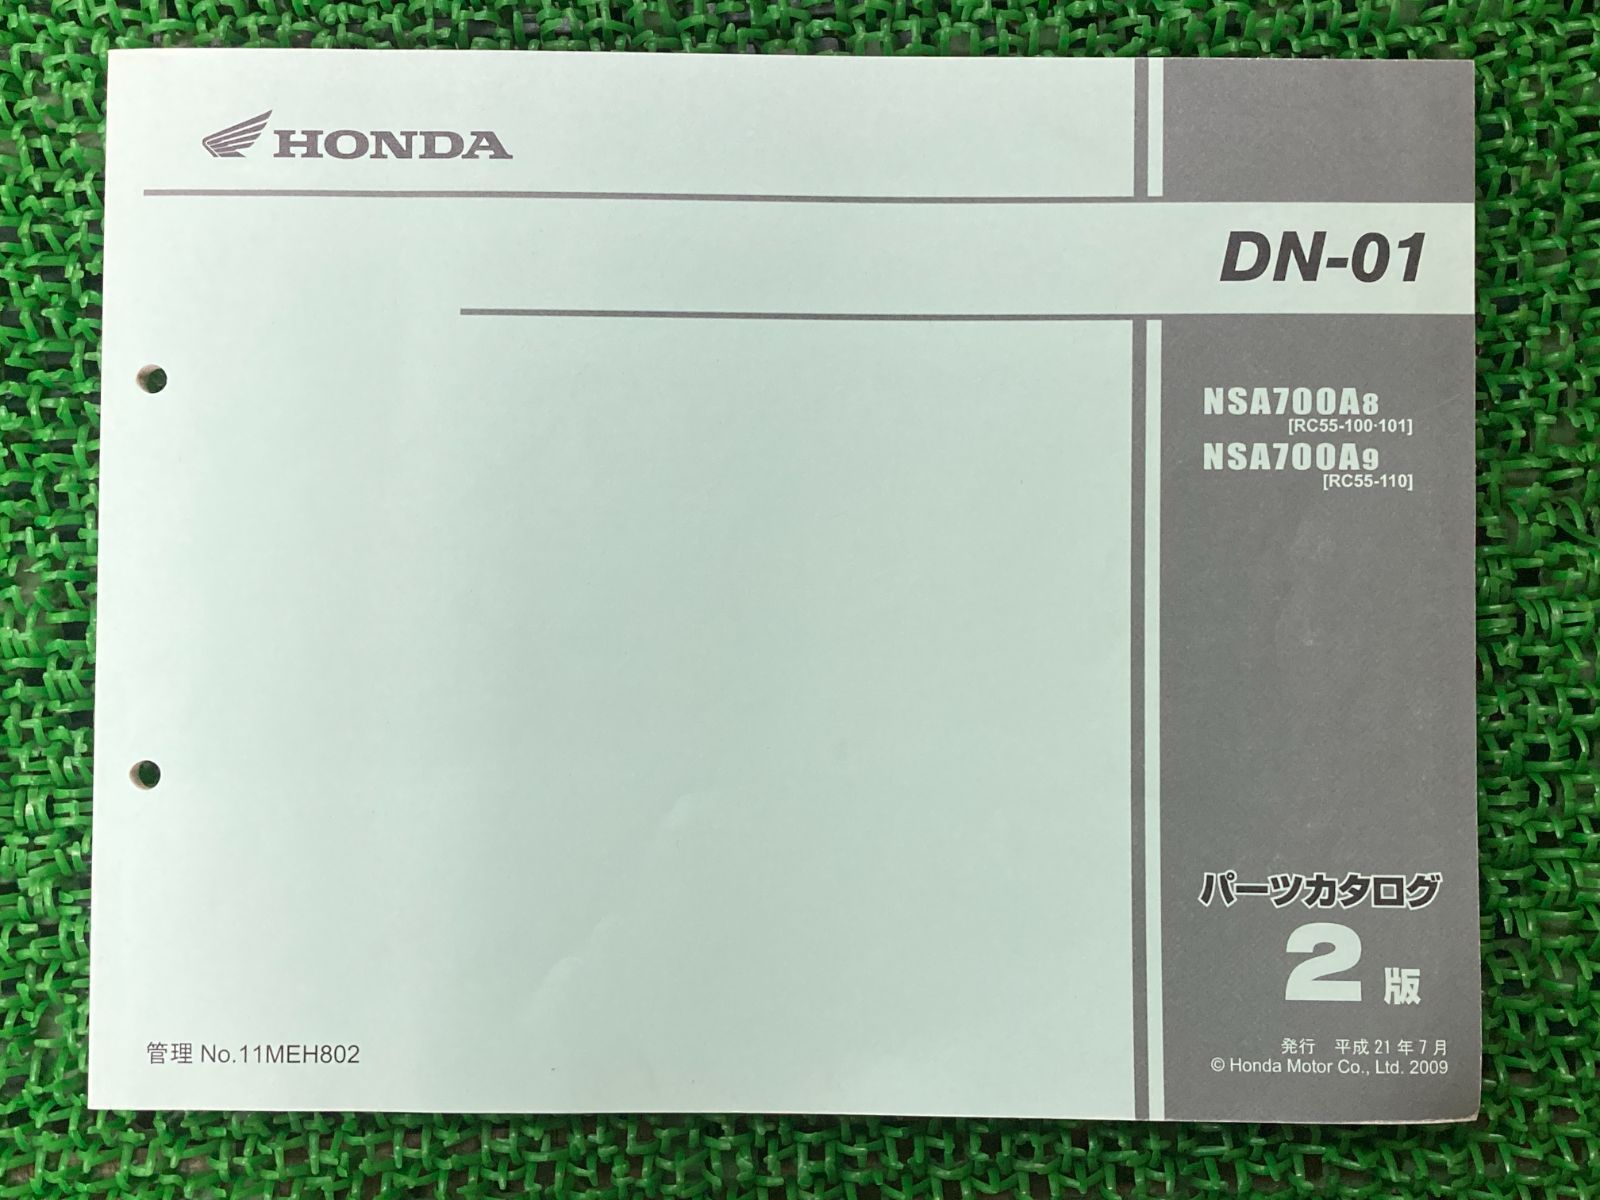 HONDA
DN-01
NSA700A8
[RC55-100·101]
NSA700A9
[RC55-110]
パーツカタログ
2版
発行 平成21年7月
© Honda Motor Co., Ltd. 2009
管理 No.11MEH802